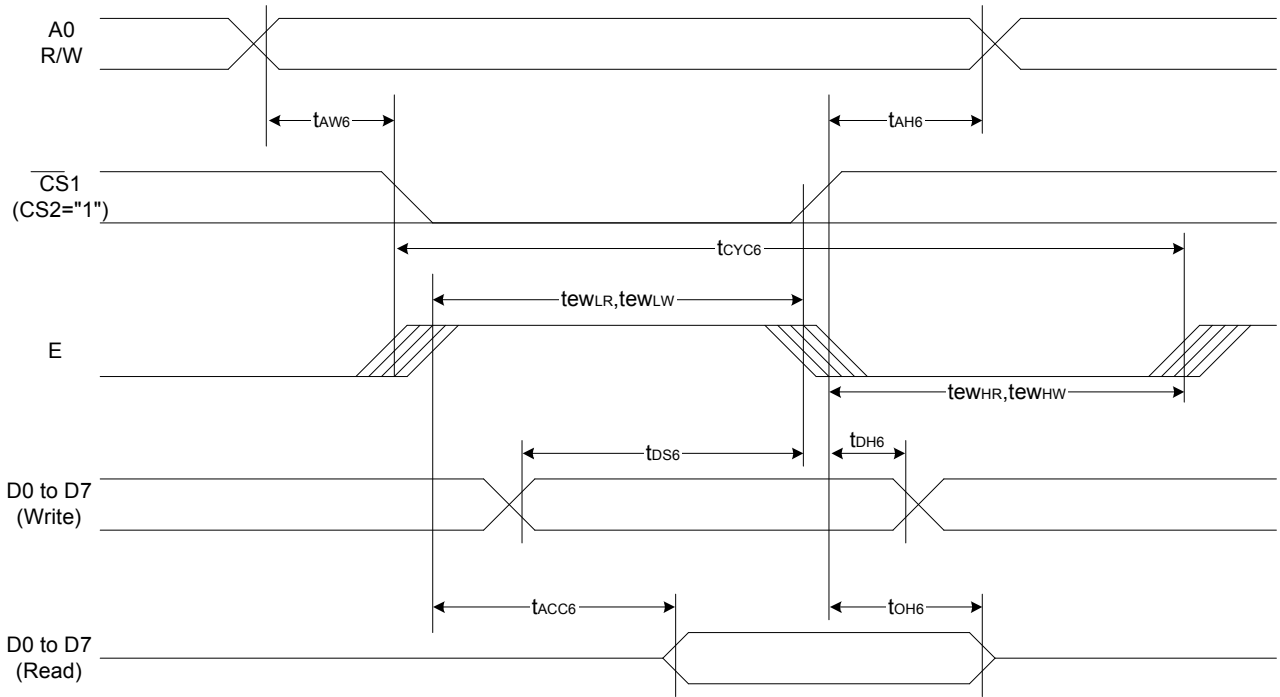 A0
R/W
tAW6
tAH6
CS1
(CS2="1")
tCYC6
tewLR,tewLW
E
tewHR,tewHW
tDS6
tDH6
D0 to D7
(Write)
tACC6
tOH6
D0 to D7
(Read)